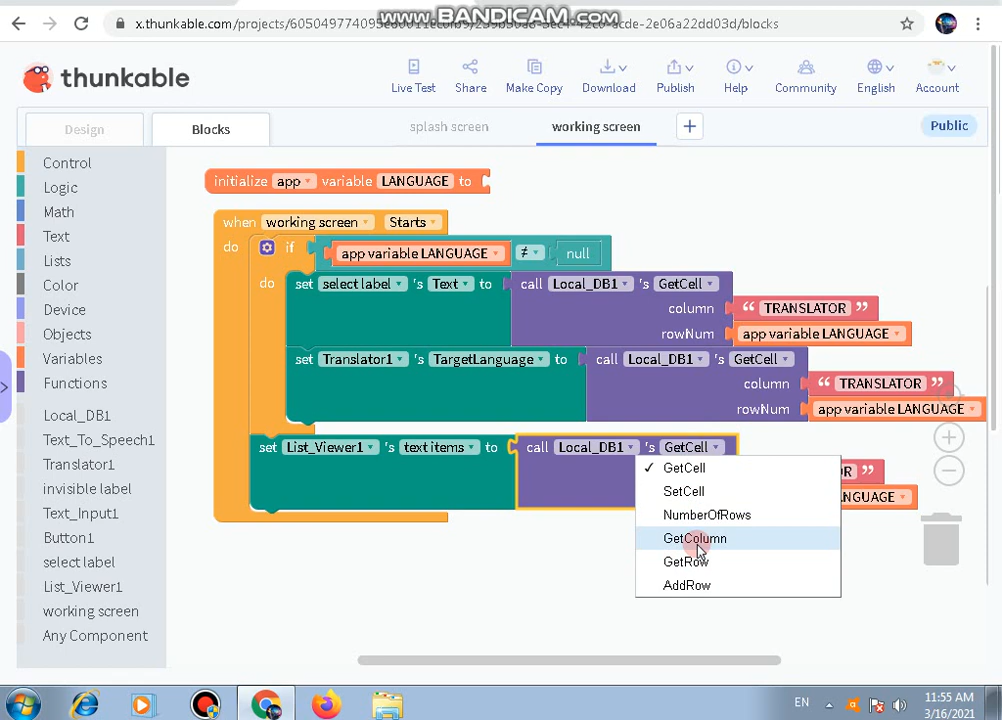 www.BANDICAM.com
thunkable
Live Test
Share
Make Copy
Download
Publish
Help
Community
English
Account
Design
Blocks
splash screen
working screen
+
Public
Control
Logic
Math
Text
Lists
Color
Device
Objects
Variables
Functions
Local_DB1
Text_To_Speech1
Translator1
invisible label
Text_Input1
Button1
select label
List_Viewer1
working screen
Any Component
initialize app variable LANGUAGE to
when working screen Starts
do if app variable LANGUAGE ≠ null
do set select label 's Text to call Local_DB1 's GetCell
column “ TRANSLATOR ”
rowNum app variable LANGUAGE
set Translator1 's TargetLanguage to call Local_DB1 's GetCell
column “ TRANSLATOR ”
rowNum app variable LANGUAGE
set List_Viewer1 's text items to call Local_DB1 's GetCell
✓ GetCell
SetCell
NumberOfRows
GetColumn
GetRow
AddRow
EN
11:55 AM
3/16/2021